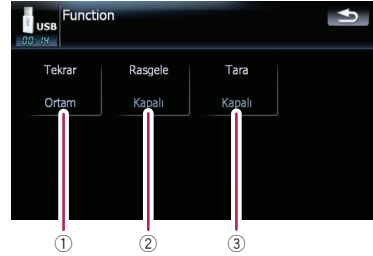 Function
USB
00: 14
Tekrar Rasgele Tara
Ortam Kapalı Kapalı
① ② ③